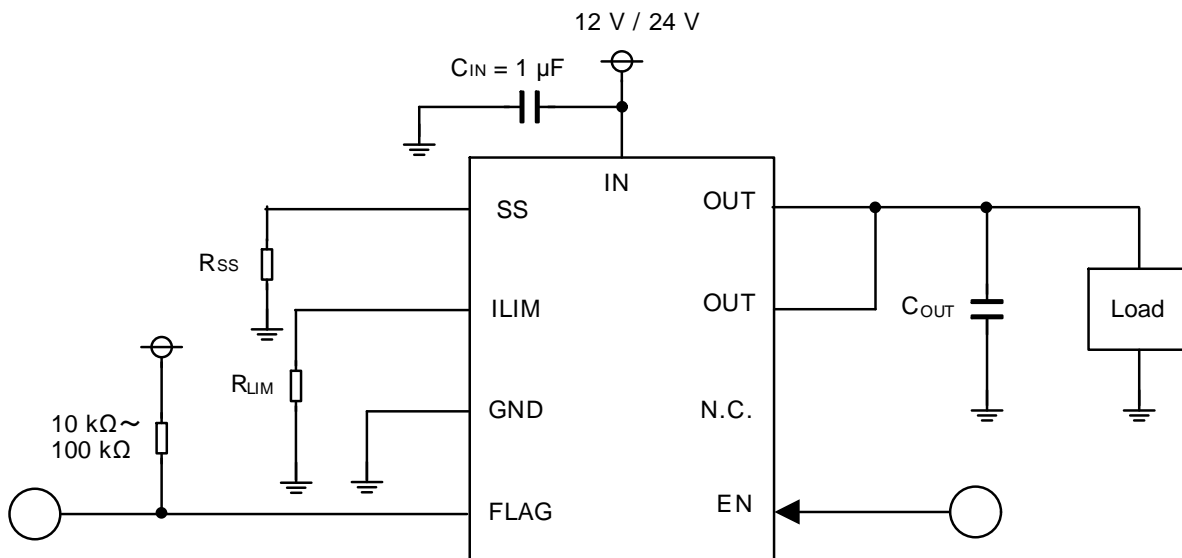 12 V / 24 V
CIN = 1 µF
IN
SS
OUT
RSS
ILIM
OUT
COUT
Load
RLIM
GND
N.C.
10 kΩ~
100 kΩ
FLAG
EN